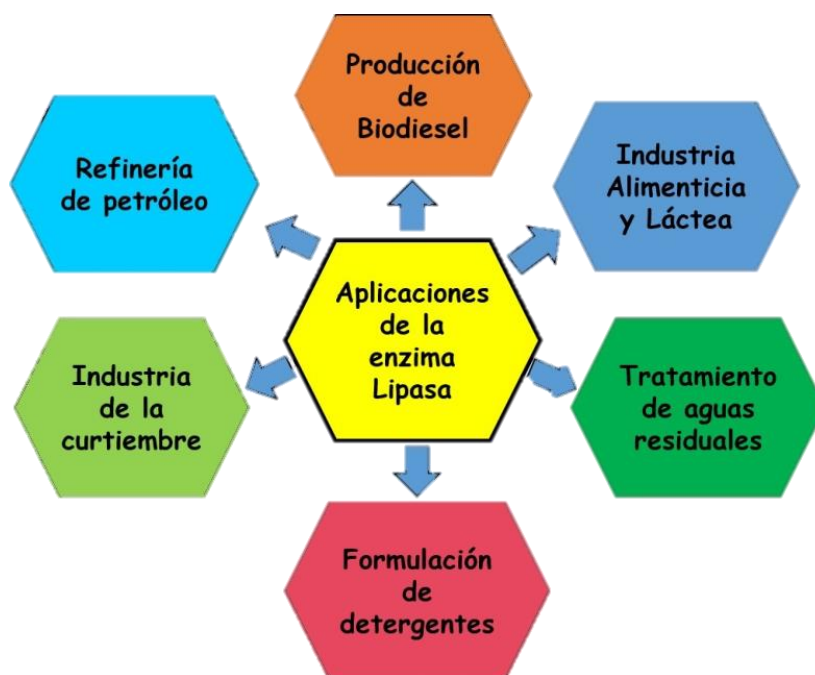 Producción
de
Biodiesel
Refinería
de petróleo
Industria
Alimenticia
y Láctea
Aplicaciones
de la
enzima
Lipasa
Industria
de la
curtiembre
Tratamiento
de aguas
residuales
Formulación
de
detergentes